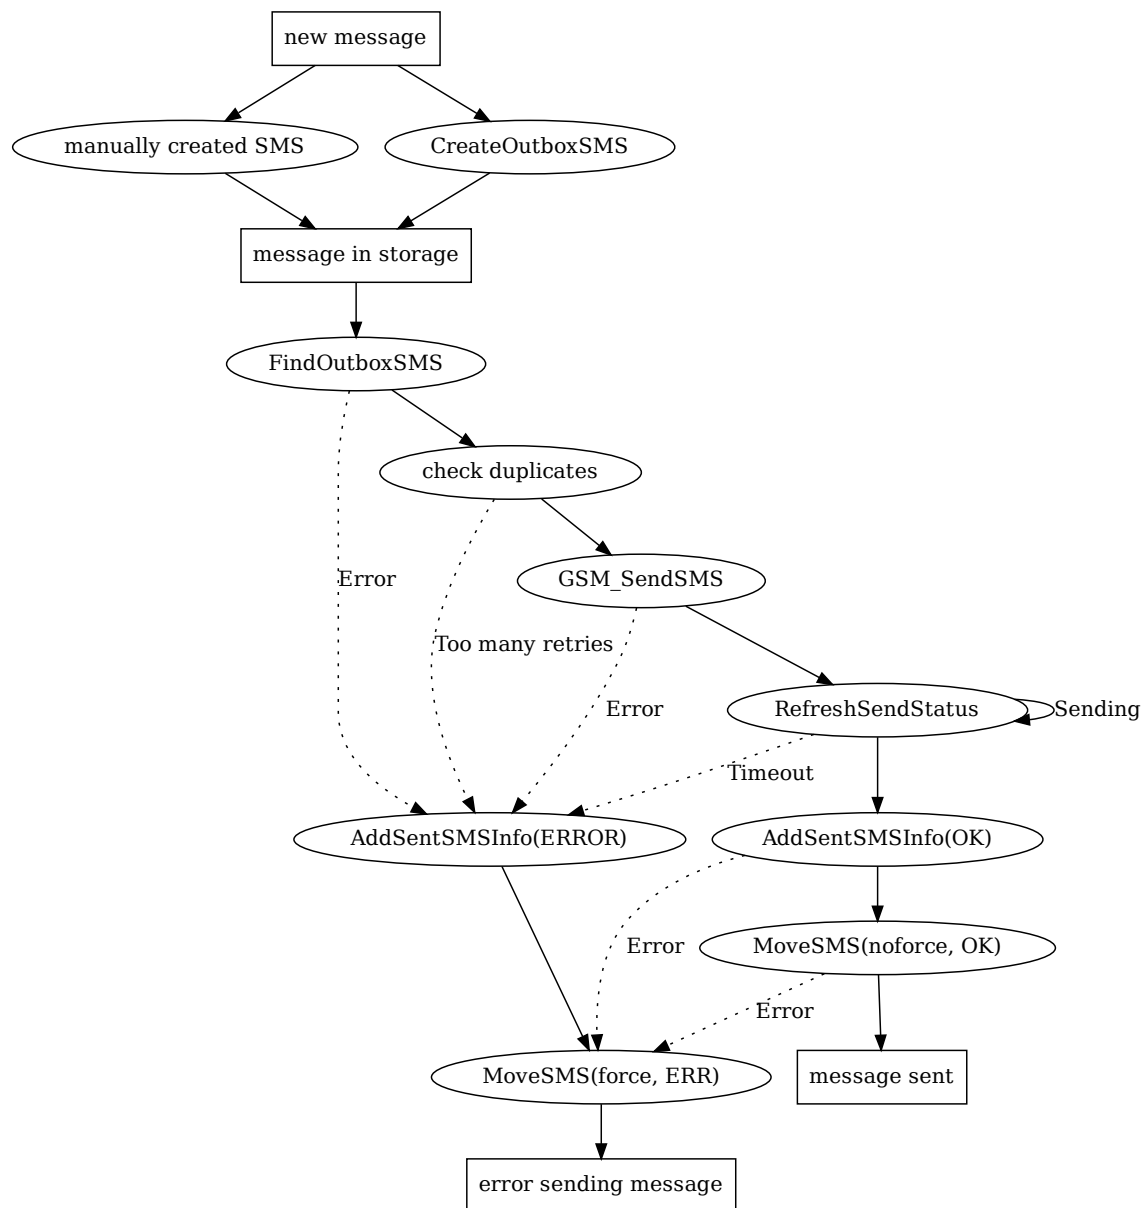 new message
manually created SMS
CreateOutboxSMS
message in storage
FindOutboxSMS
check duplicates
GSM_SendSMS
Error
Too many retries
Error
RefreshSendStatus
Sending
Timeout
AddSentSMSInfo(ERROR)
AddSentSMSInfo(OK)
Error
MoveSMS(noforce, OK)
Error
MoveSMS(force, ERR)
message sent
error sending message